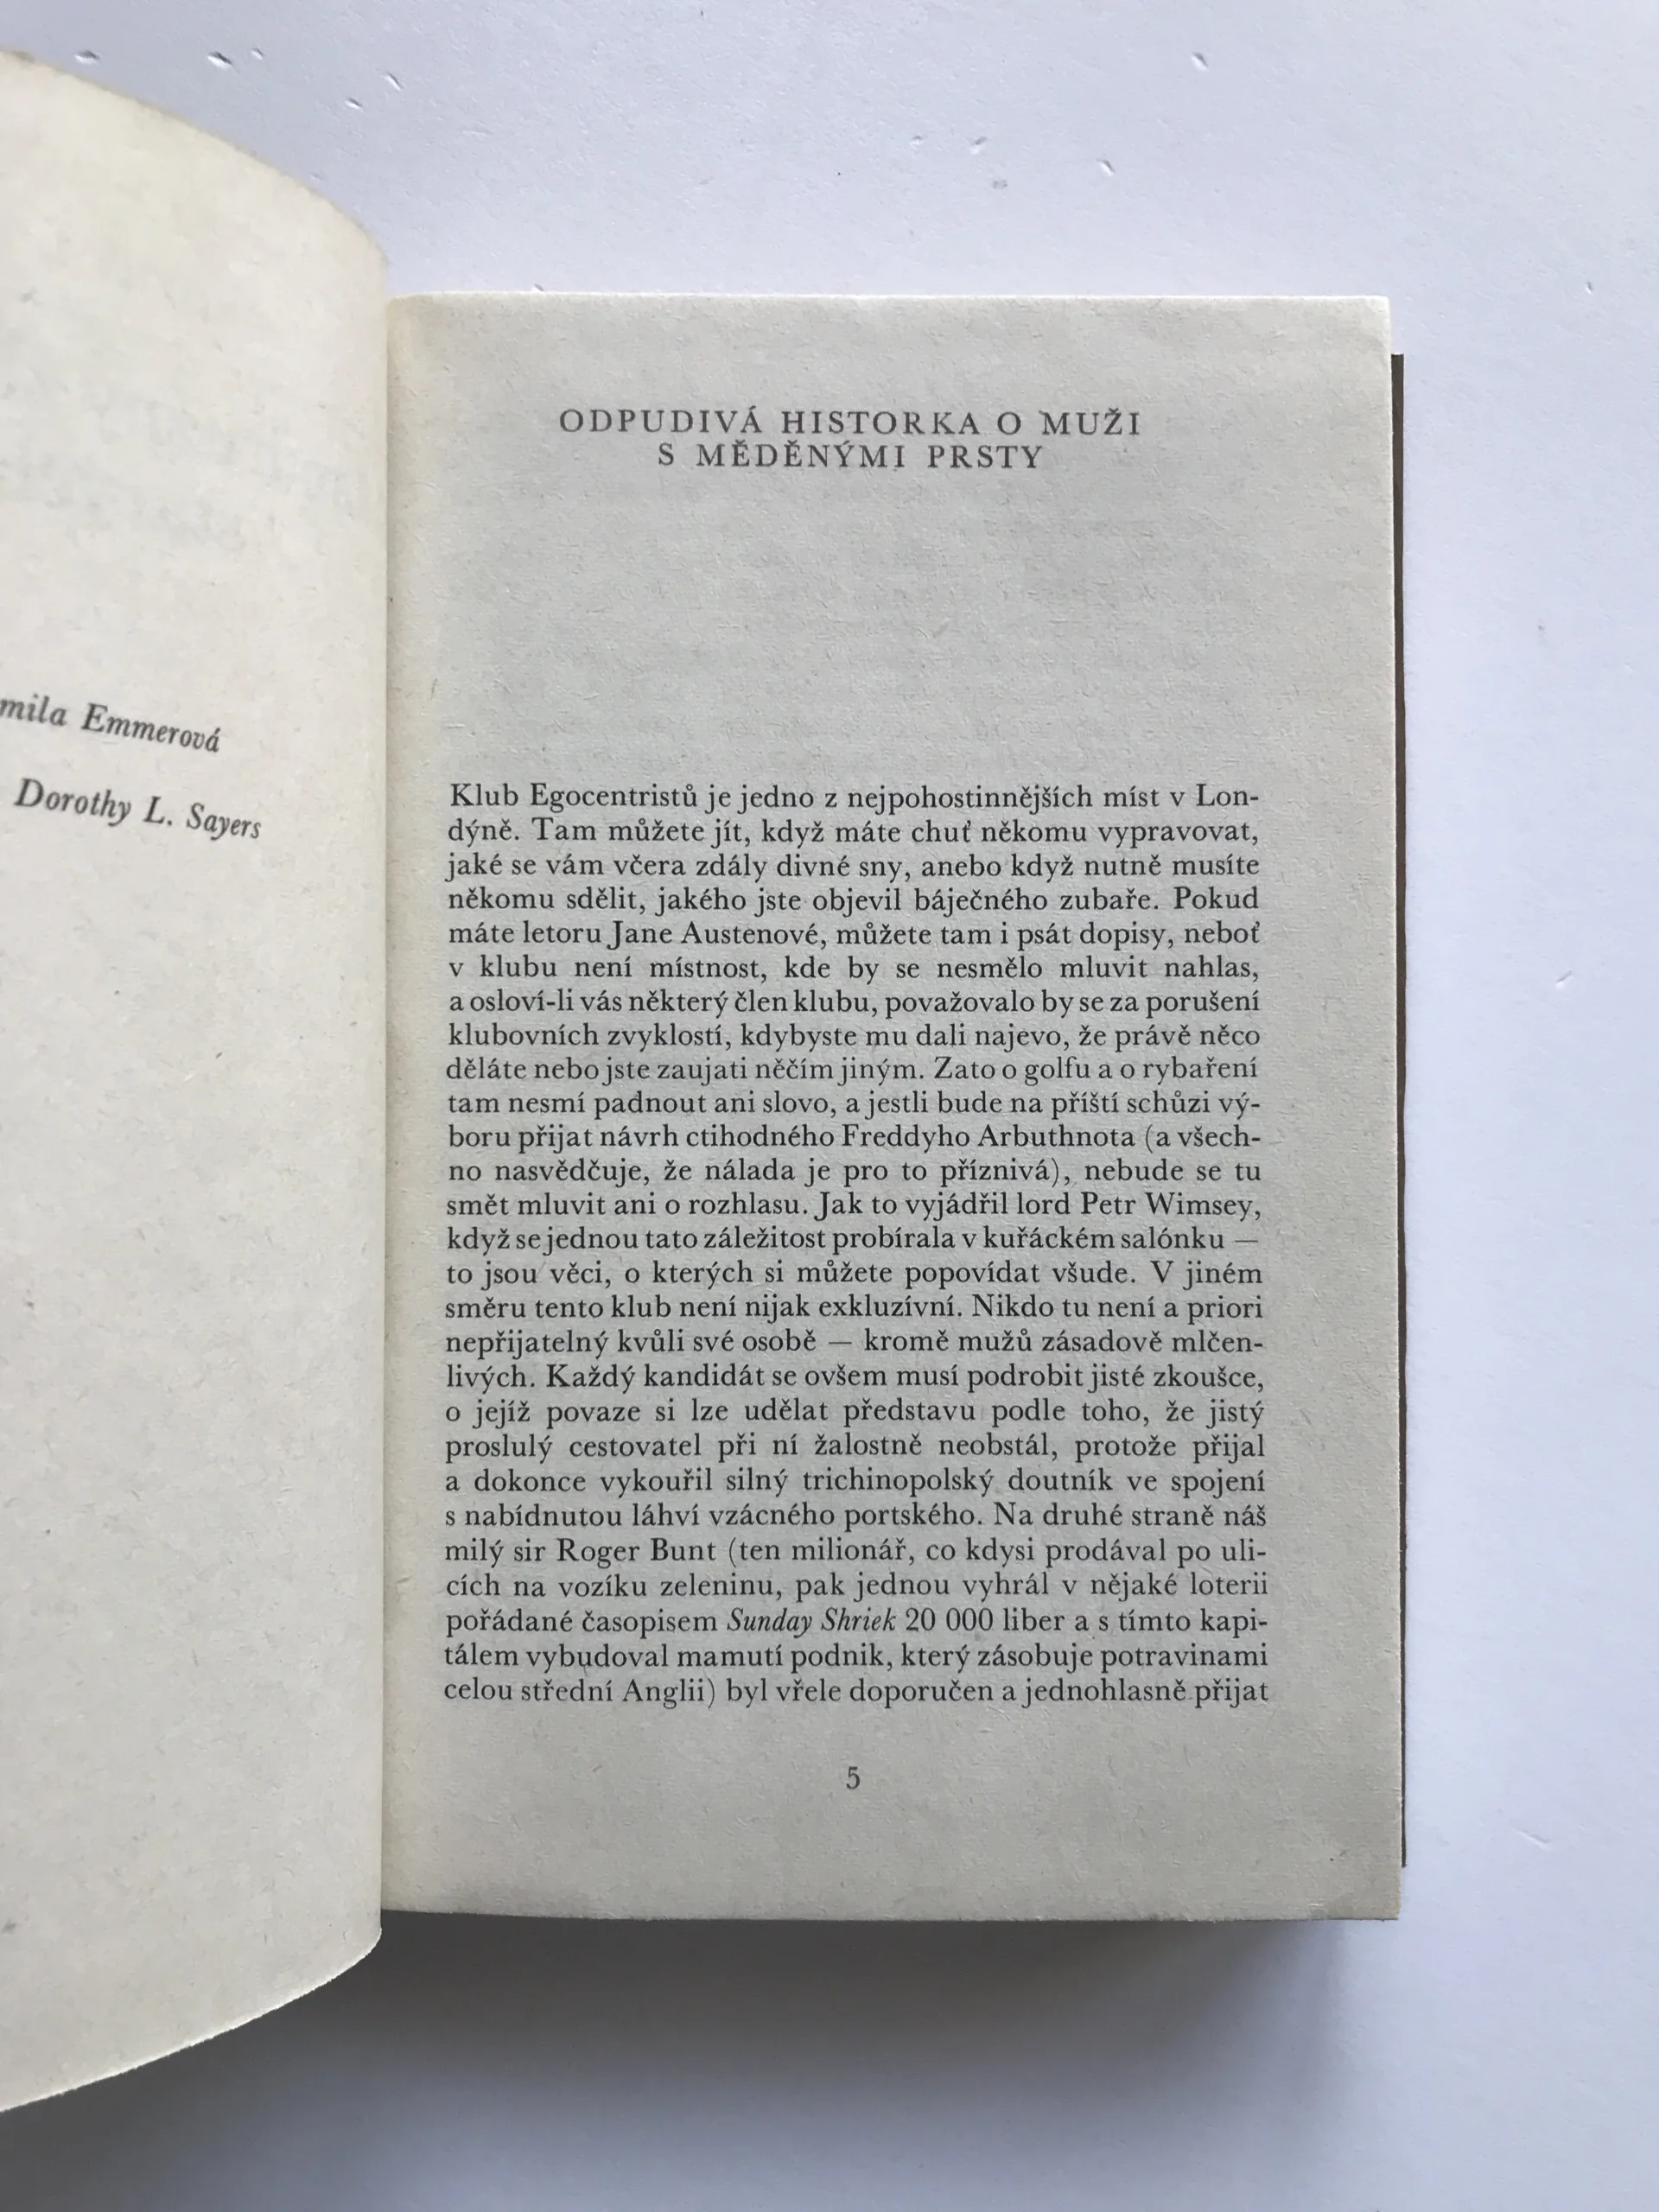 Emmerová
Dorothy L. Sayers
ODPUDIVÁ HISTORKA O MUŽI
S MĚDĚNÝMI PRSTY
Klub Egocentristů je jedno z nejpohostinnějších míst v Lon-
dýně. Tam můžete jít, když máte chuť někomu vypravovat,
jaké se vám včera zdály divné sny, anebo když nutně musíte
někomu sdělit, jakého jste objevil báječného zubaře. Pokud
máte letoru Jane Austenové, můžete tam i psát dopisy, neboť
v klubu není místnost, kde by se nesmělo mluvit nahlas,
a osloví-li vás některý člen klubu, považovalo by se za porušení
klubovních zvyklostí, kdybyste mu dali najevo, že právě něco
děláte nebo jste zaujati něčím jiným. Zato o golfu a o rybaření
tam nesmí padnout ani slovo, a jestli bude na příští schůzi vý-
boru přijat návrh ctihodného Freddyho Arbuthnota (a všech-
no nasvědčuje, že nálada je pro to příznivá), nebude se tu
smět mluvit ani o rozhlasu. Jak to vyjádřil lord Petr Wimsey,
když se jednou tato záležitost probírala v kuřáckém salónku —
to jsou věci, o kterých si můžete popovídat všude. V jiném
směru tento klub není nijak exkluzívní. Nikdo tu není a priori
nepřijatelný kvůli své osobě — kromě mužů zásadově mlčen-
livých. Každý kandidát se ovšem musí podrobit jisté zkoušce,
o jejíž povaze si lze udělat představu podle toho, že jistý
proslulý cestovatel při ní žalostně neobstál, protože přijal
a dokonce vykouřil silný trichinopolský doutník ve spojení
s nabídnutou láhví vzácného portského. Na druhé straně náš
milý sir Roger Bunt (ten milionář, co kdysi prodával po uli-
cích na vozíku zeleninu, pak jednou vyhrál v nějaké loterii
pořádané časopisem Sunday Shriek 20 000 liber a s tímto kapi-
tálem vybudoval mamutí podnik, který zásobuje potravinami
celou střední Anglii) byl vřele doporučen a jednohlasně přijat
5